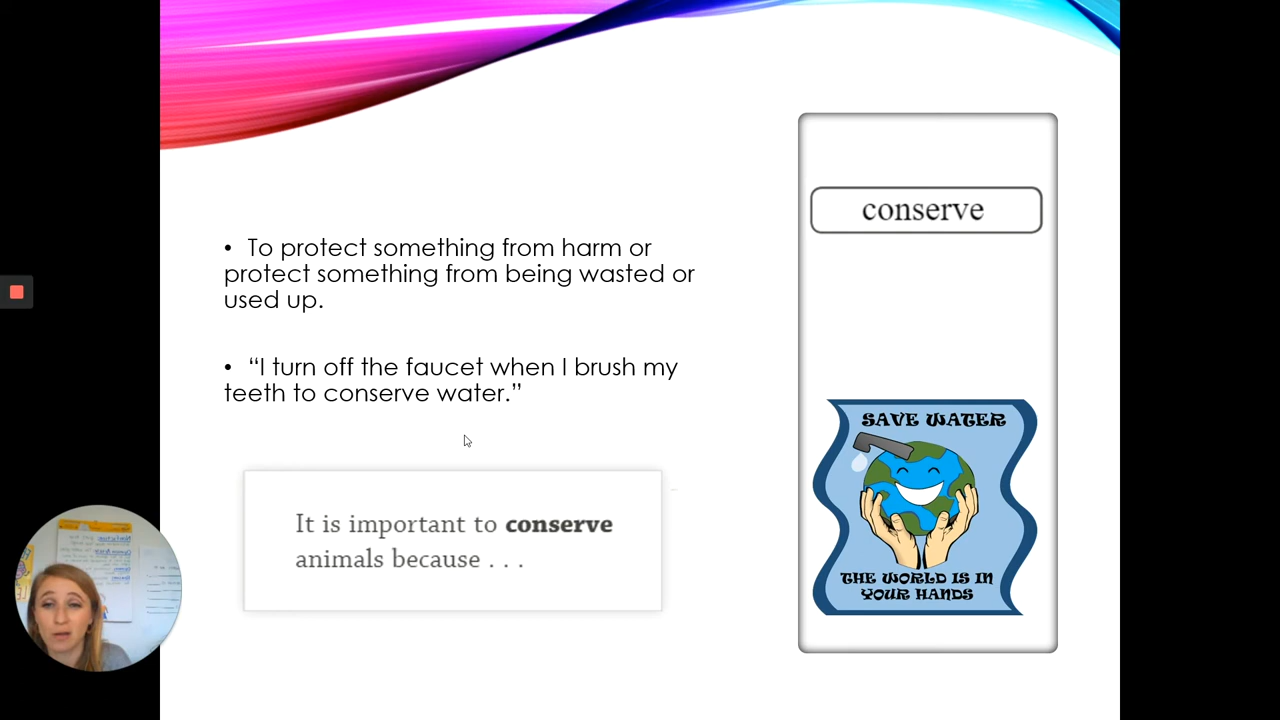 • To protect something from harm or
protect something from being wasted or
used up.
• “I turn off the faucet when I brush my
teeth to conserve water.”
It is important to conserve
animals because . . .
conserve
SAVE WATER
THE WORLD IS IN
YOUR HANDS